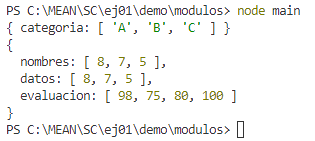 PS C:\MEAN\SC\ej01\demo\modulos> node main
{ categoria: [ 'A', 'B', 'C' ] }
{
  nombres: [ 8, 7, 5 ],
  datos: [ 8, 7, 5 ],
  evaluacion: [ 98, 75, 80, 100 ]
}
PS C:\MEAN\SC\ej01\demo\modulos>